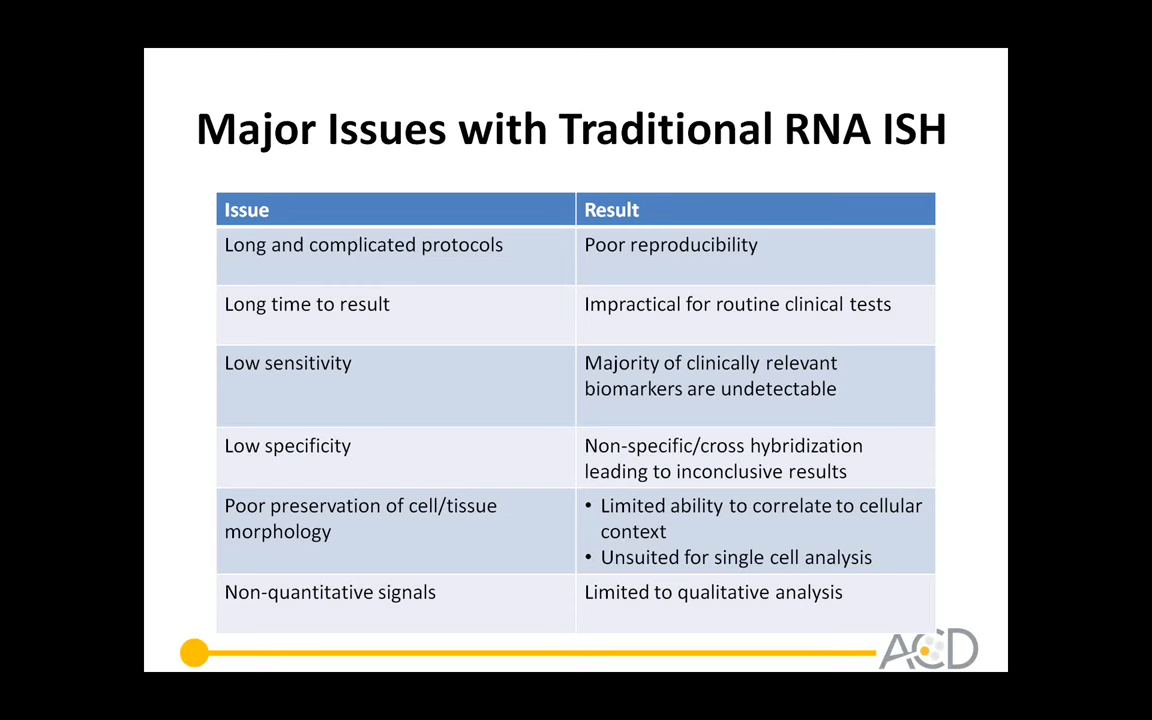 Major Issues with Traditional RNA ISH
Issue
Result
Long and complicated protocols
Poor reproducibility
Long time to result
Impractical for routine clinical tests
Low sensitivity
Majority of clinically relevant
biomarkers are undetectable
Low specificity
Non-specific/cross hybridization
leading to inconclusive results
Poor preservation of cell/tissue
morphology
• Limited ability to correlate to cellular
context
• Unsuited for single cell analysis
Non-quantitative signals
Limited to qualitative analysis
ACD